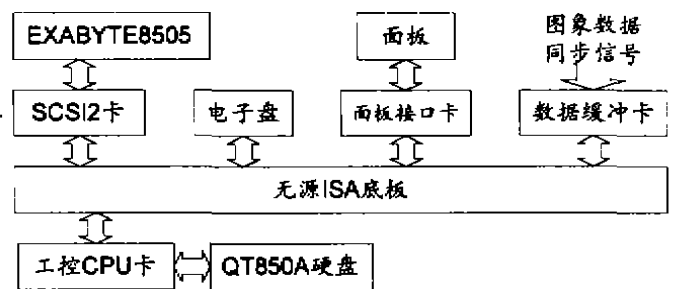 EXABYTE8505
面板
图象数据
同步信号
SCSI2卡
电子盘
面板接口卡
数据缓冲卡
无源ISA底板
工控CPU卡
QT850A硬盘